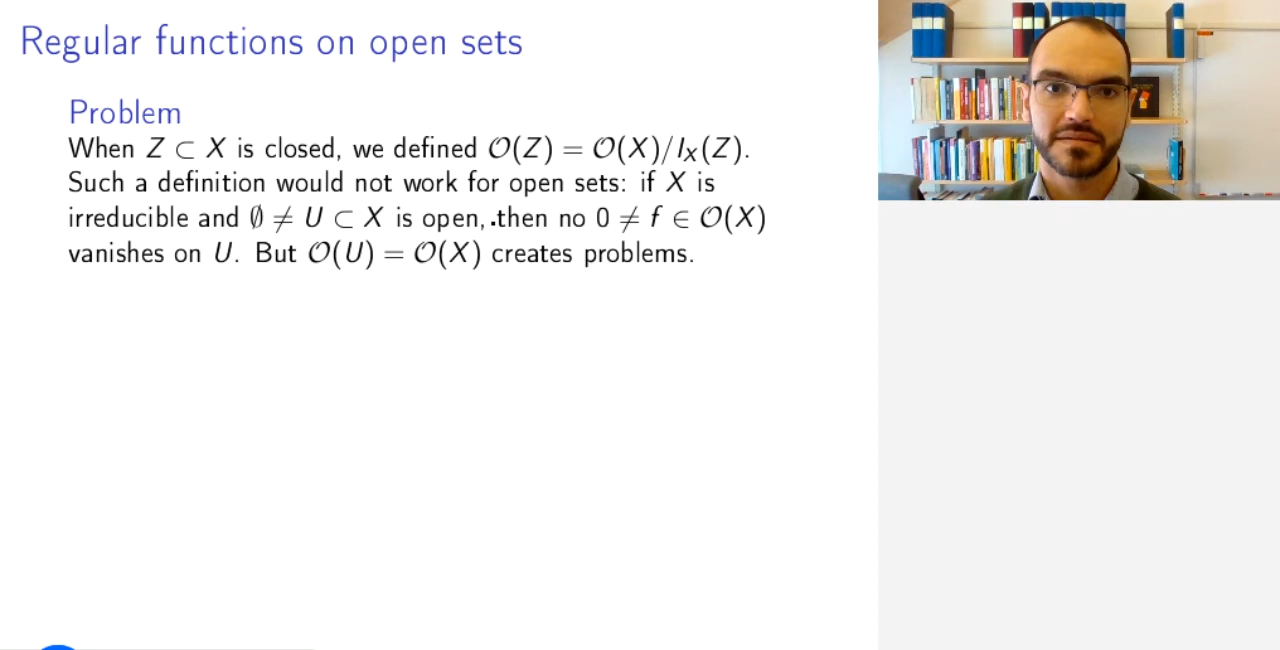 Regular functions on open sets
Problem
When Z ⊂ X is closed, we defined 𝒪(Z) = 𝒪(X)/I_X(Z).
Such a definition would not work for open sets: if X is
irreducible and ∅ ≠ U ⊂ X is open, .then no 0 ≠ f ∈ 𝒪(X)
vanishes on U. But 𝒪(U) = 𝒪(X) creates problems.